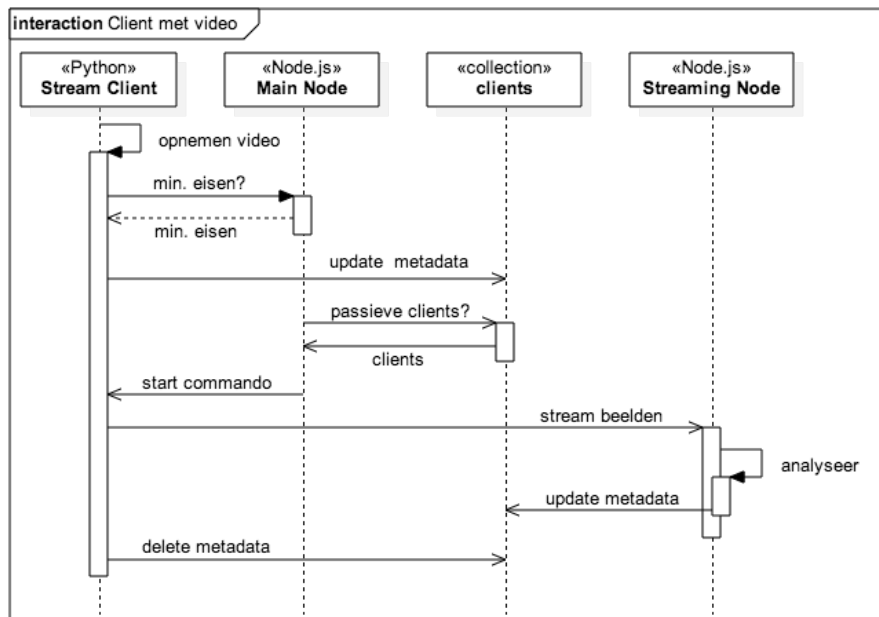 interaction Client met video
«Python»
Stream Client
«Node.js»
Main Node
«collection»
clients
«Node.js»
Streaming Node
opnemen video
min. eisen?
min. eisen
update metadata
passieve clients?
clients
start commando
stream beelden
analyseer
update metadata
delete metadata